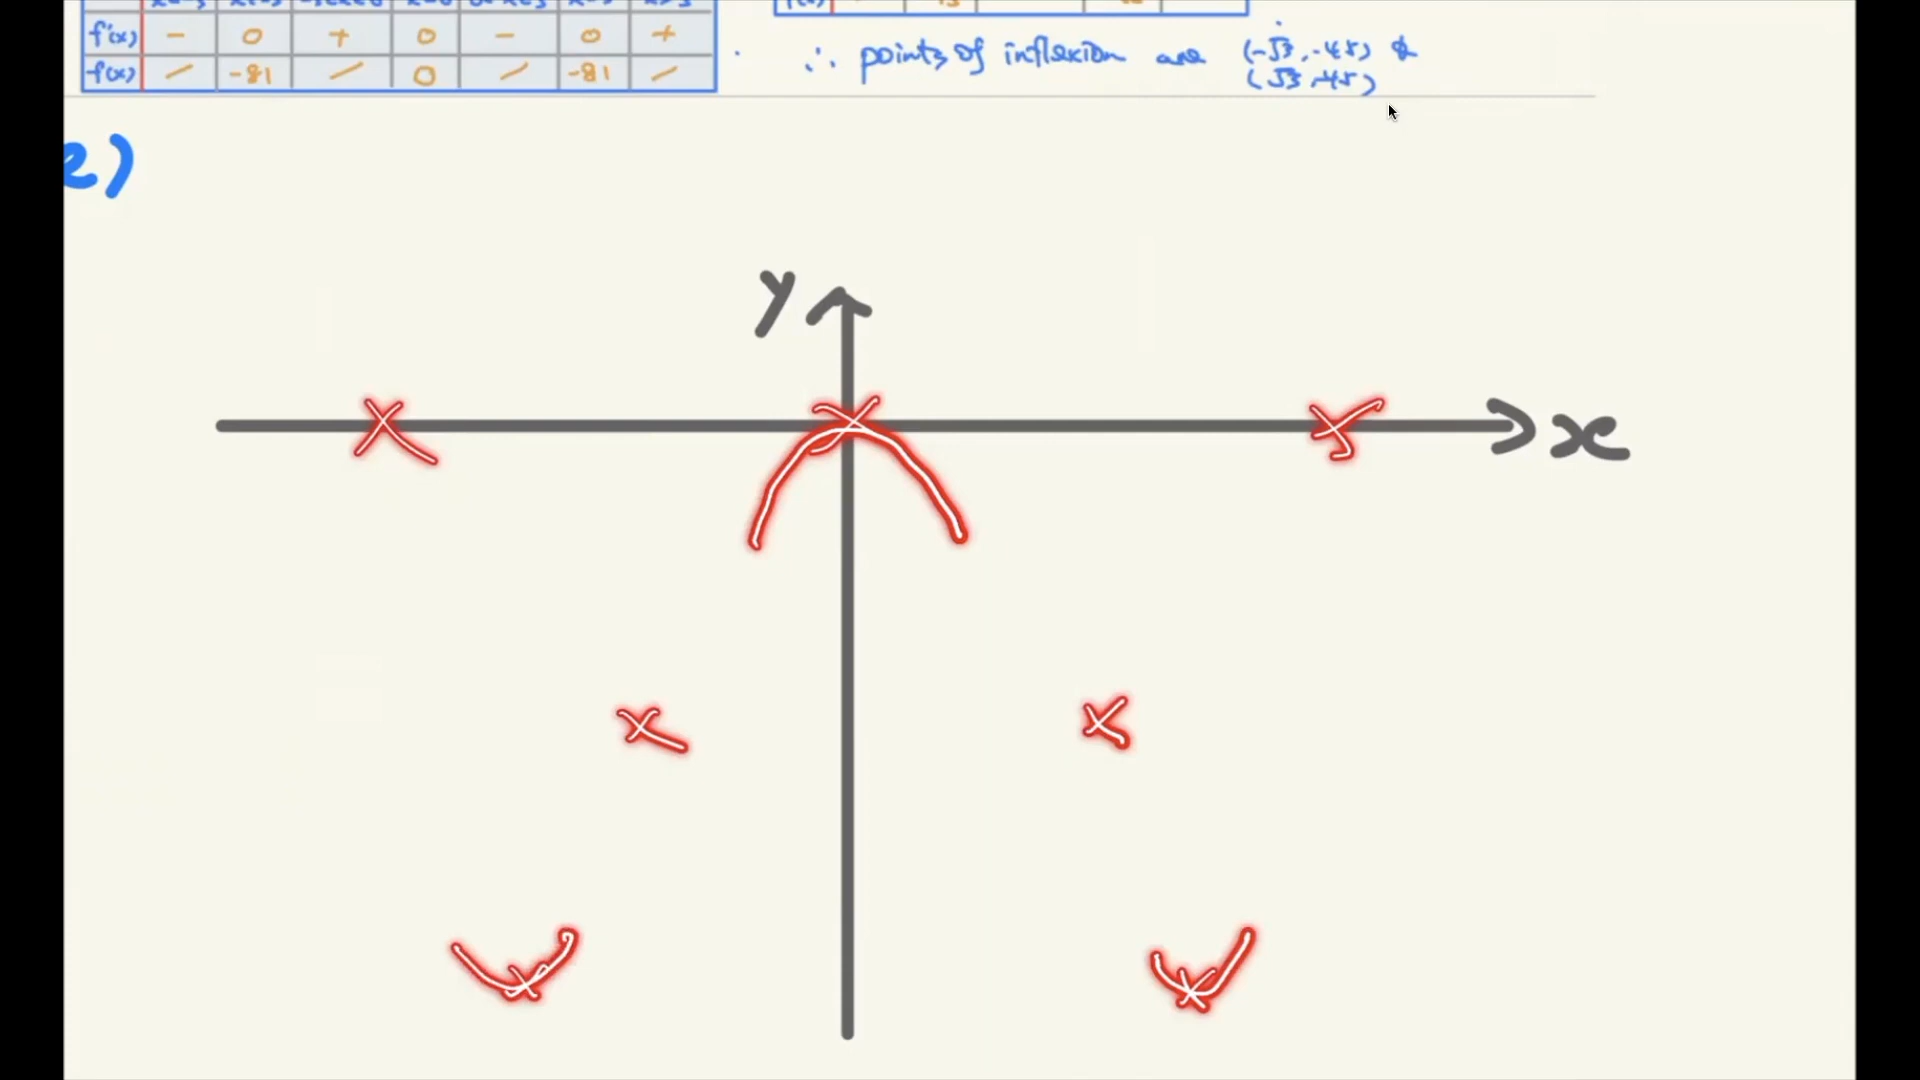 f'(x) - 0 + 0 - 0 +
f(x) / -81 / 0 / -81 /
∴ points of inflexion are (-√3, -45) &
(√3, -45)
e)
y
x